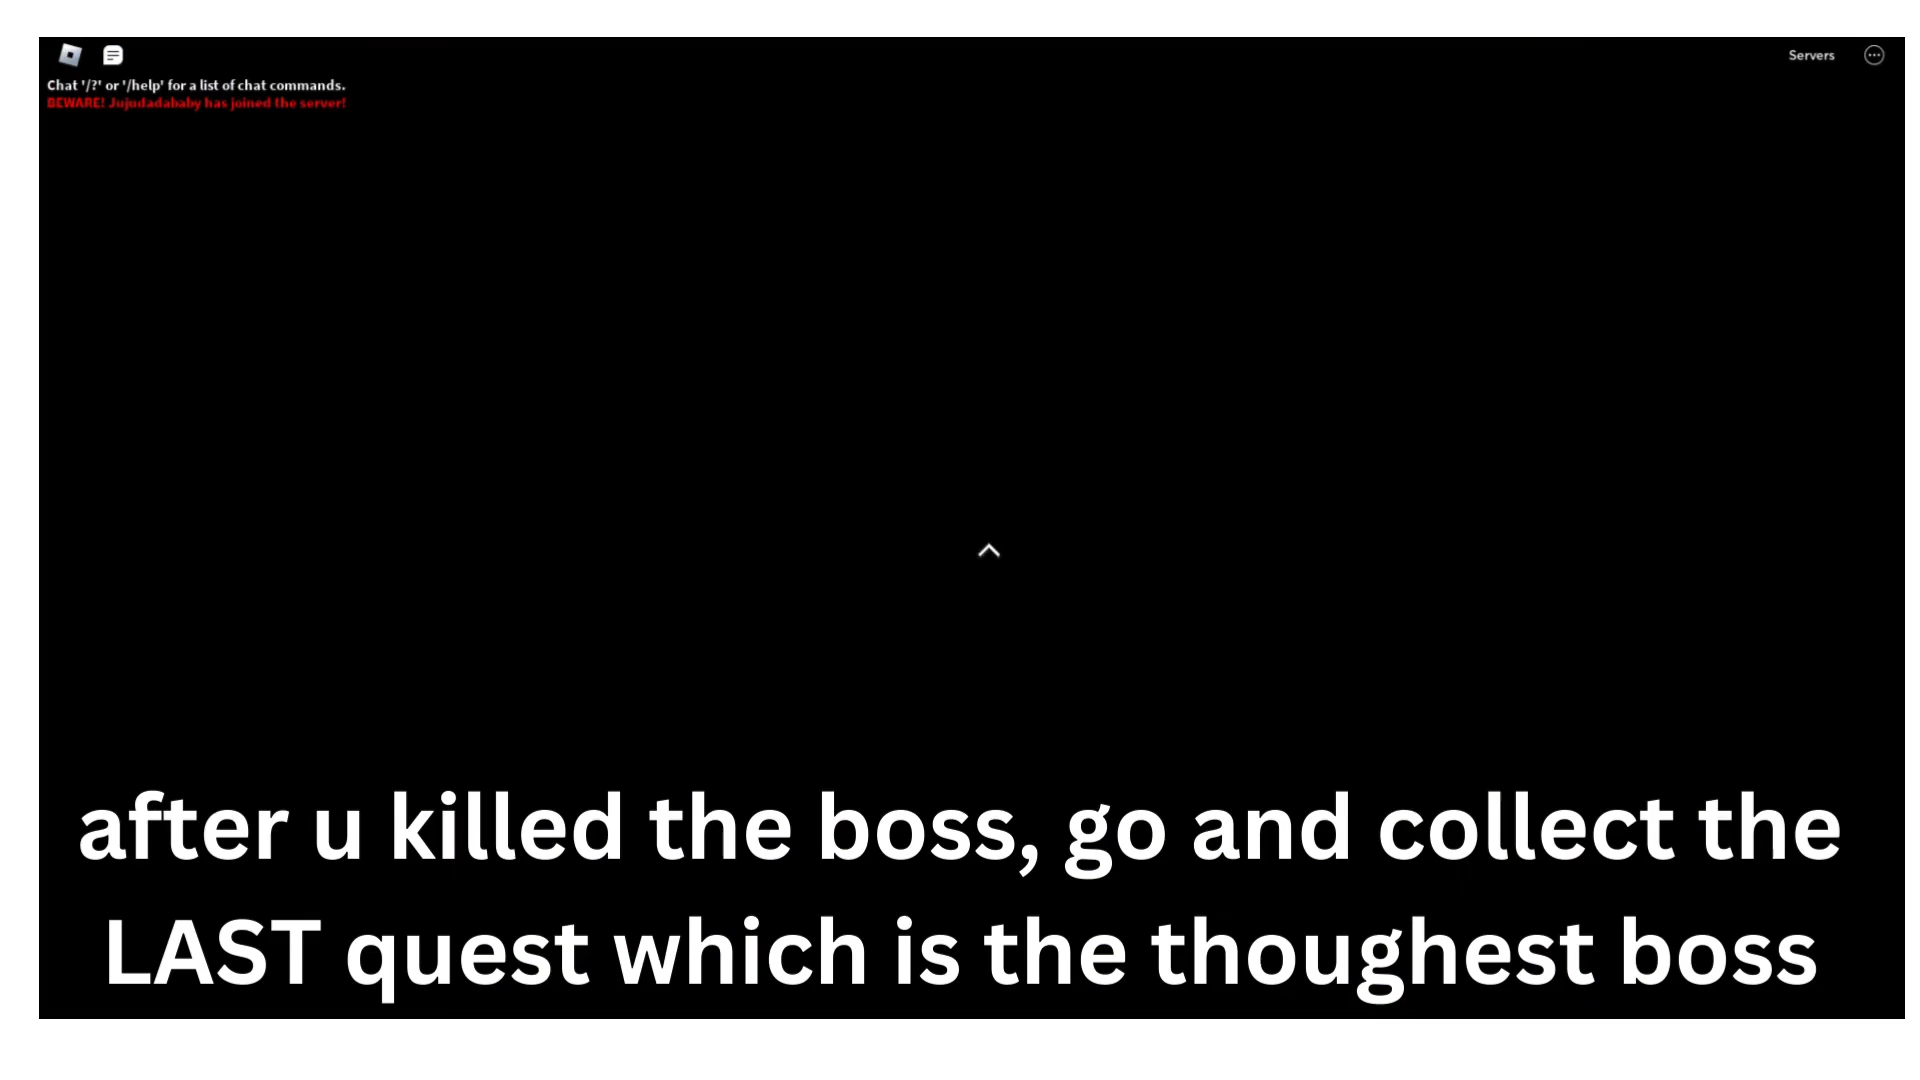 Servers
Chat '/?' or '/help' for a list of chat commands.
BEWARE! Jujudadababy has joined the server!
after u killed the boss, go and collect the
LAST quest which is the thoughest boss